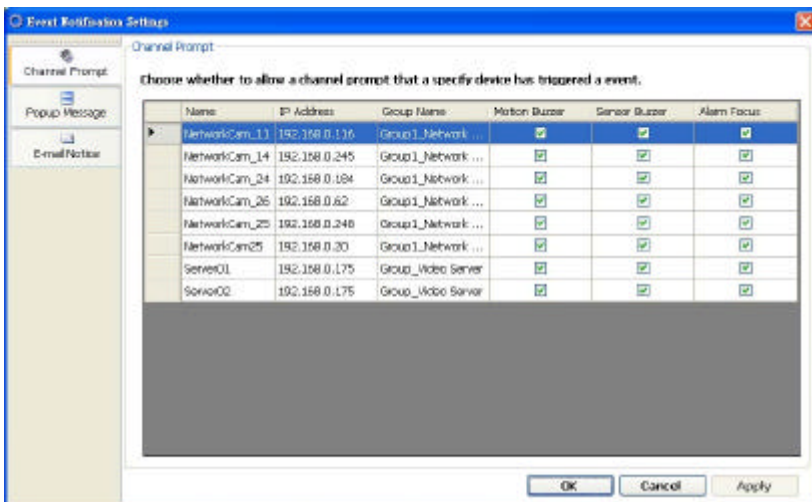 Event Notification Settings
Channel Prompt
Popup Message
E-mail Notice
Channel Prompt
Choose whether to allow a channel prompt that a specify device has triggered a event.
Name IP Address Group Name Motion Buzzer Sensor Buzzer Alarm Focus
NetworkCam_11 192.168.0.116 Group1_Network ...
NetworkCam_14 192.168.0.245 Group1_Network ...
NetworkCam_24 192.168.0.184 Group1_Network ...
NetworkCam_26 192.168.0.62 Group1_Network ...
NetworkCam_25 192.168.0.248 Group1_Network ...
NetworkCam25 192.168.0.20 Group1_Network ...
Server01 192.168.0.175 Group_Video Server
Server02 192.168.0.175 Group_Video Server
OK Cancel Apply